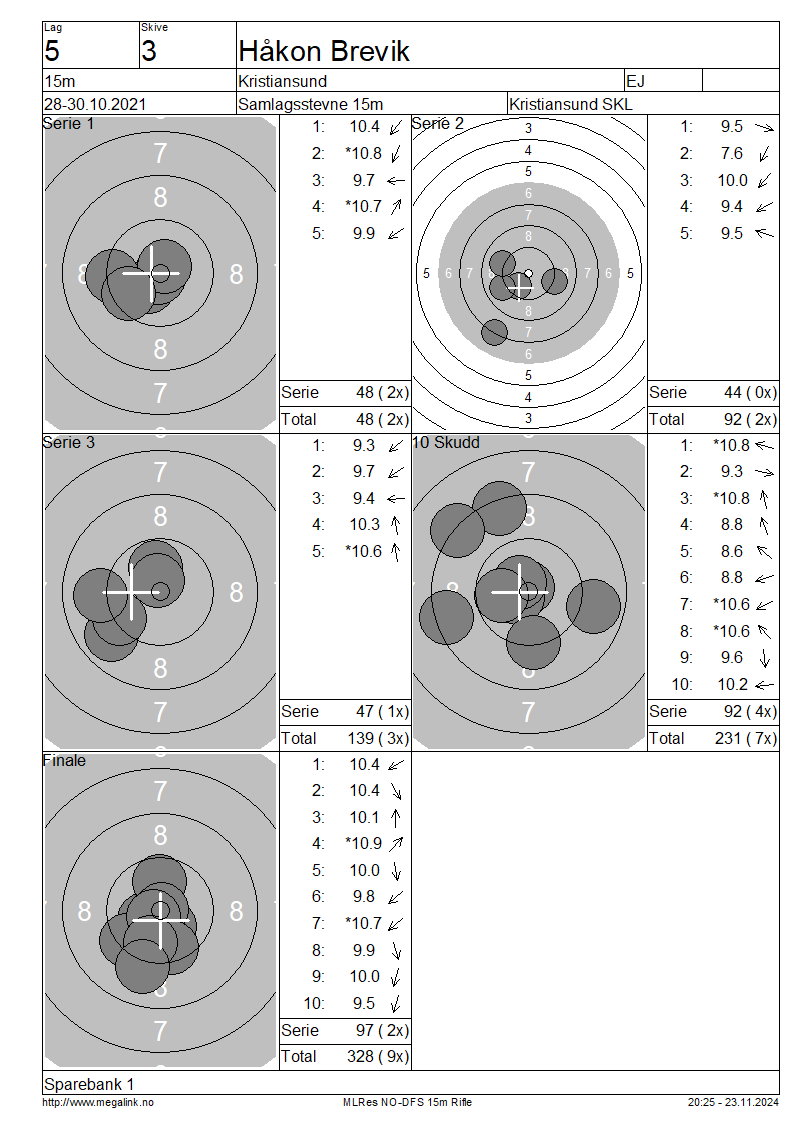 Lag
Skive
5
3
Håkon Brevik
15m
Kristiansund
EJ
28-30.10.2021
Samlagsstevne 15m
Kristiansund SKL
Serie 1
7
8
8
8
8
7
1: 10.4
2: *10.8
3: 9.7
4: *10.7
5: 9.9
Serie 48 ( 2x)
Total 48 ( 2x)
Serie 2
3
4
5
6
7
8
5 6 7 8 8 7 6 5
8
7
6
5
4
3
1: 9.5
2: 7.6
3: 10.0
4: 9.4
5: 9.5
Serie 44 ( 0x)
Total 92 ( 2x)
Serie 3
7
8
8
8
7
1: 9.3
2: 9.7
3: 9.4
4: 10.3
5: *10.6
Serie 47 ( 1x)
Total 139 ( 3x)
10 Skudd
7
8
8
8
7
1: *10.8
2: 9.3
3: *10.8
4: 8.8
5: 8.6
6: 8.8
7: *10.6
8: *10.6
9: 9.6
10: 10.2
Serie 92 ( 4x)
Total 231 ( 7x)
Finale
7
8
8 8
8
7
1: 10.4
2: 10.4
3: 10.1
4: *10.9
5: 10.0
6: 9.8
7: *10.7
8: 9.9
9: 10.0
10: 9.5
Serie 97 ( 2x)
Total 328 ( 9x)
Sparebank 1
http://www.megalink.no
MLRes NO-DFS 15m Rifle
20:25 - 23.11.2024